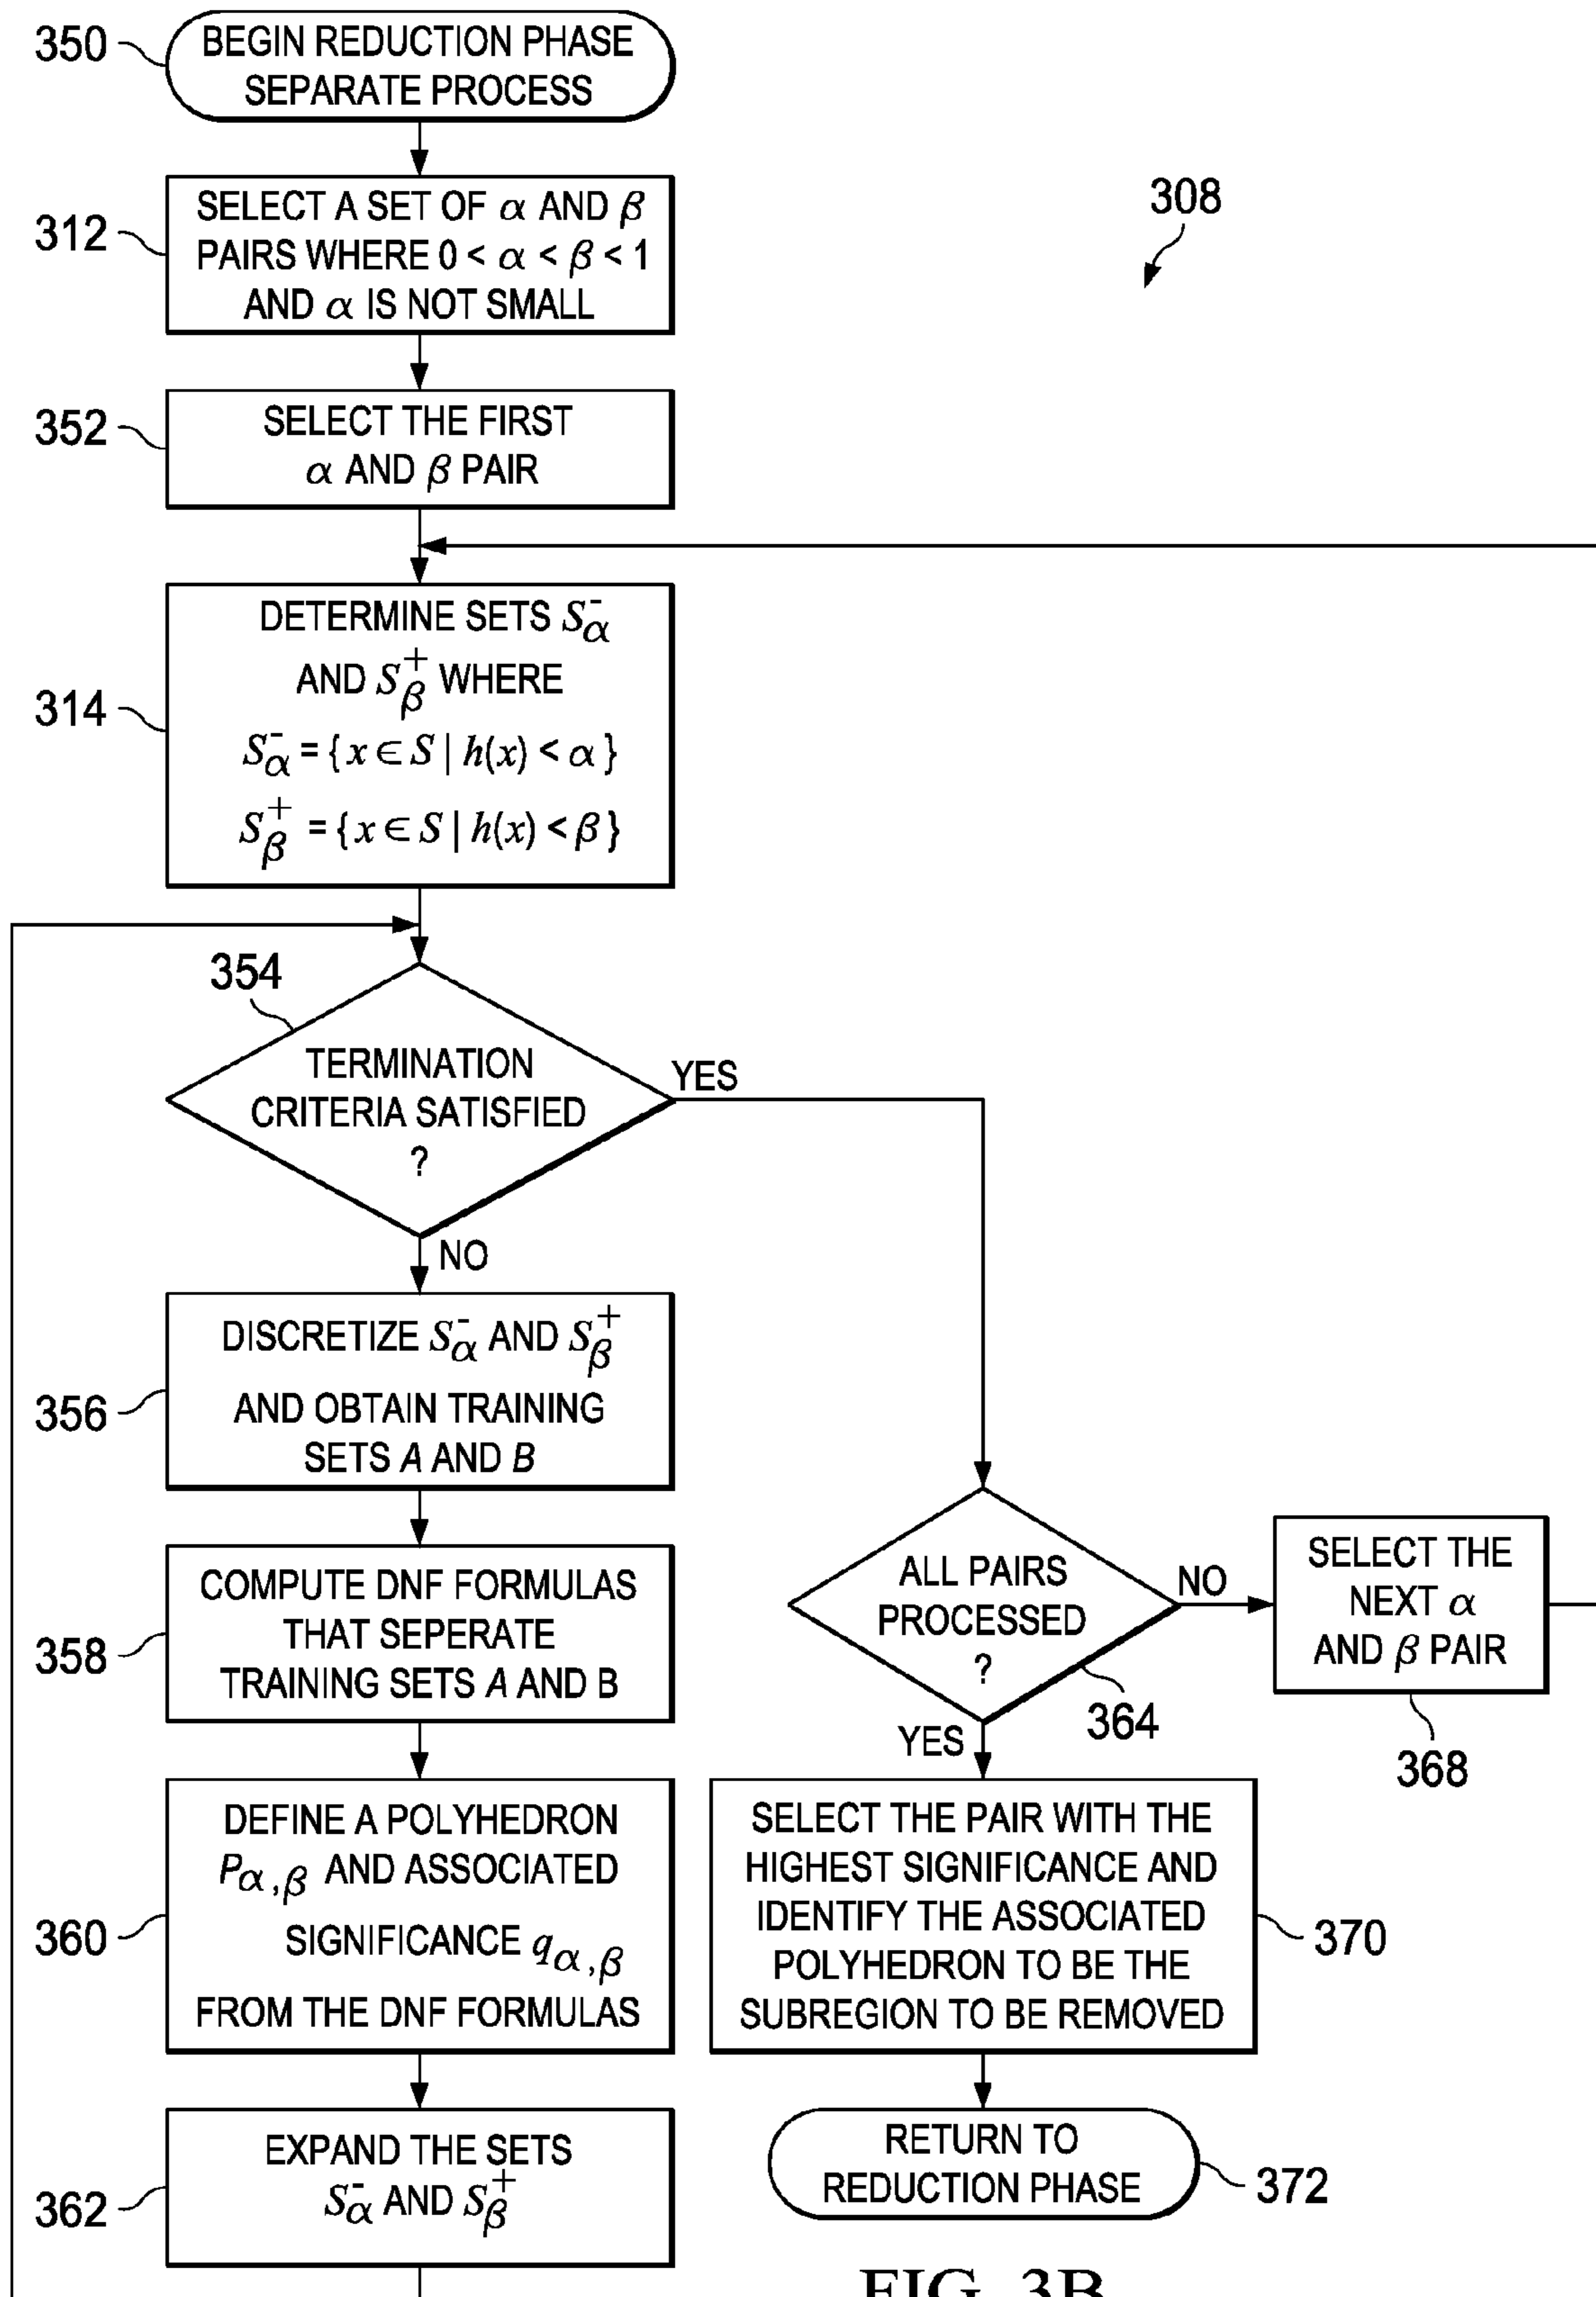 350
BEGIN REDUCTION PHASE
SEPARATE PROCESS
312
SELECT A SET OF α AND β
PAIRS WHERE 0 < α < β < 1
AND α IS NOT SMALL
308
352
SELECT THE FIRST
α AND β PAIR
314
DETERMINE SETS S⁻α
AND S⁺β WHERE
S⁻α = { x ∈ S | h(x) < α }
S⁺β = { x ∈ S | h(x) < β }
354
TERMINATION
CRITERIA SATISFIED
?
YES
NO
356
DISCRETIZE S⁻α AND S⁺β
AND OBTAIN TRAINING
SETS A AND B
358
COMPUTE DNF FORMULAS
THAT SEPERATE
TRAINING SETS A AND B
360
DEFINE A POLYHEDRON
Pα,β AND ASSOCIATED
SIGNIFICANCE qα,β
FROM THE DNF FORMULAS
362
EXPAND THE SETS
S⁻α AND S⁺β
ALL PAIRS
PROCESSED
?
364
NO
YES
SELECT THE
NEXT α
AND β PAIR
368
SELECT THE PAIR WITH THE
HIGHEST SIGNIFICANCE AND
IDENTIFY THE ASSOCIATED
POLYHEDRON TO BE THE
SUBREGION TO BE REMOVED
370
RETURN TO
REDUCTION PHASE
372
FIG. 3B